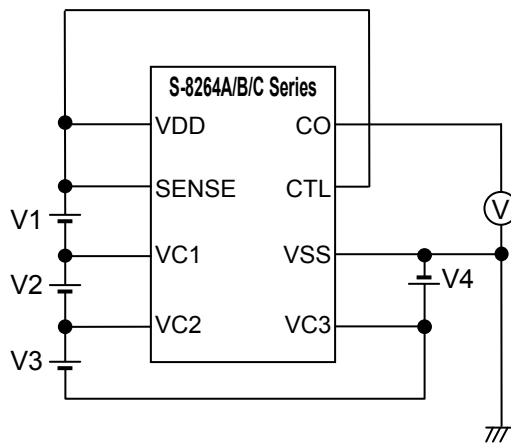 S-8264A/B/C Series
VDD CO
SENSE CTL
V1
VC1 VSS
V
V2 V4
VC2 VC3
V3